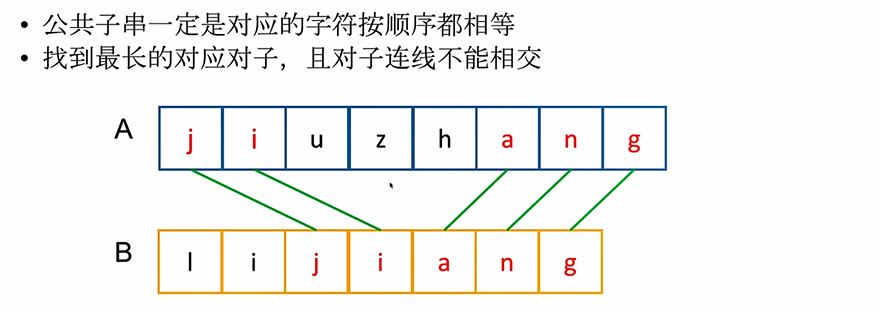 • 公共子串一定是对应的字符按顺序都相等
• 找到最长的对应对子，且对子连线不能相交
A j i u z h a n g
B l i j i a n g